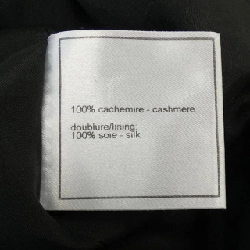 100% cachemire - cashmere
doublure/lining:
100% soie - silk